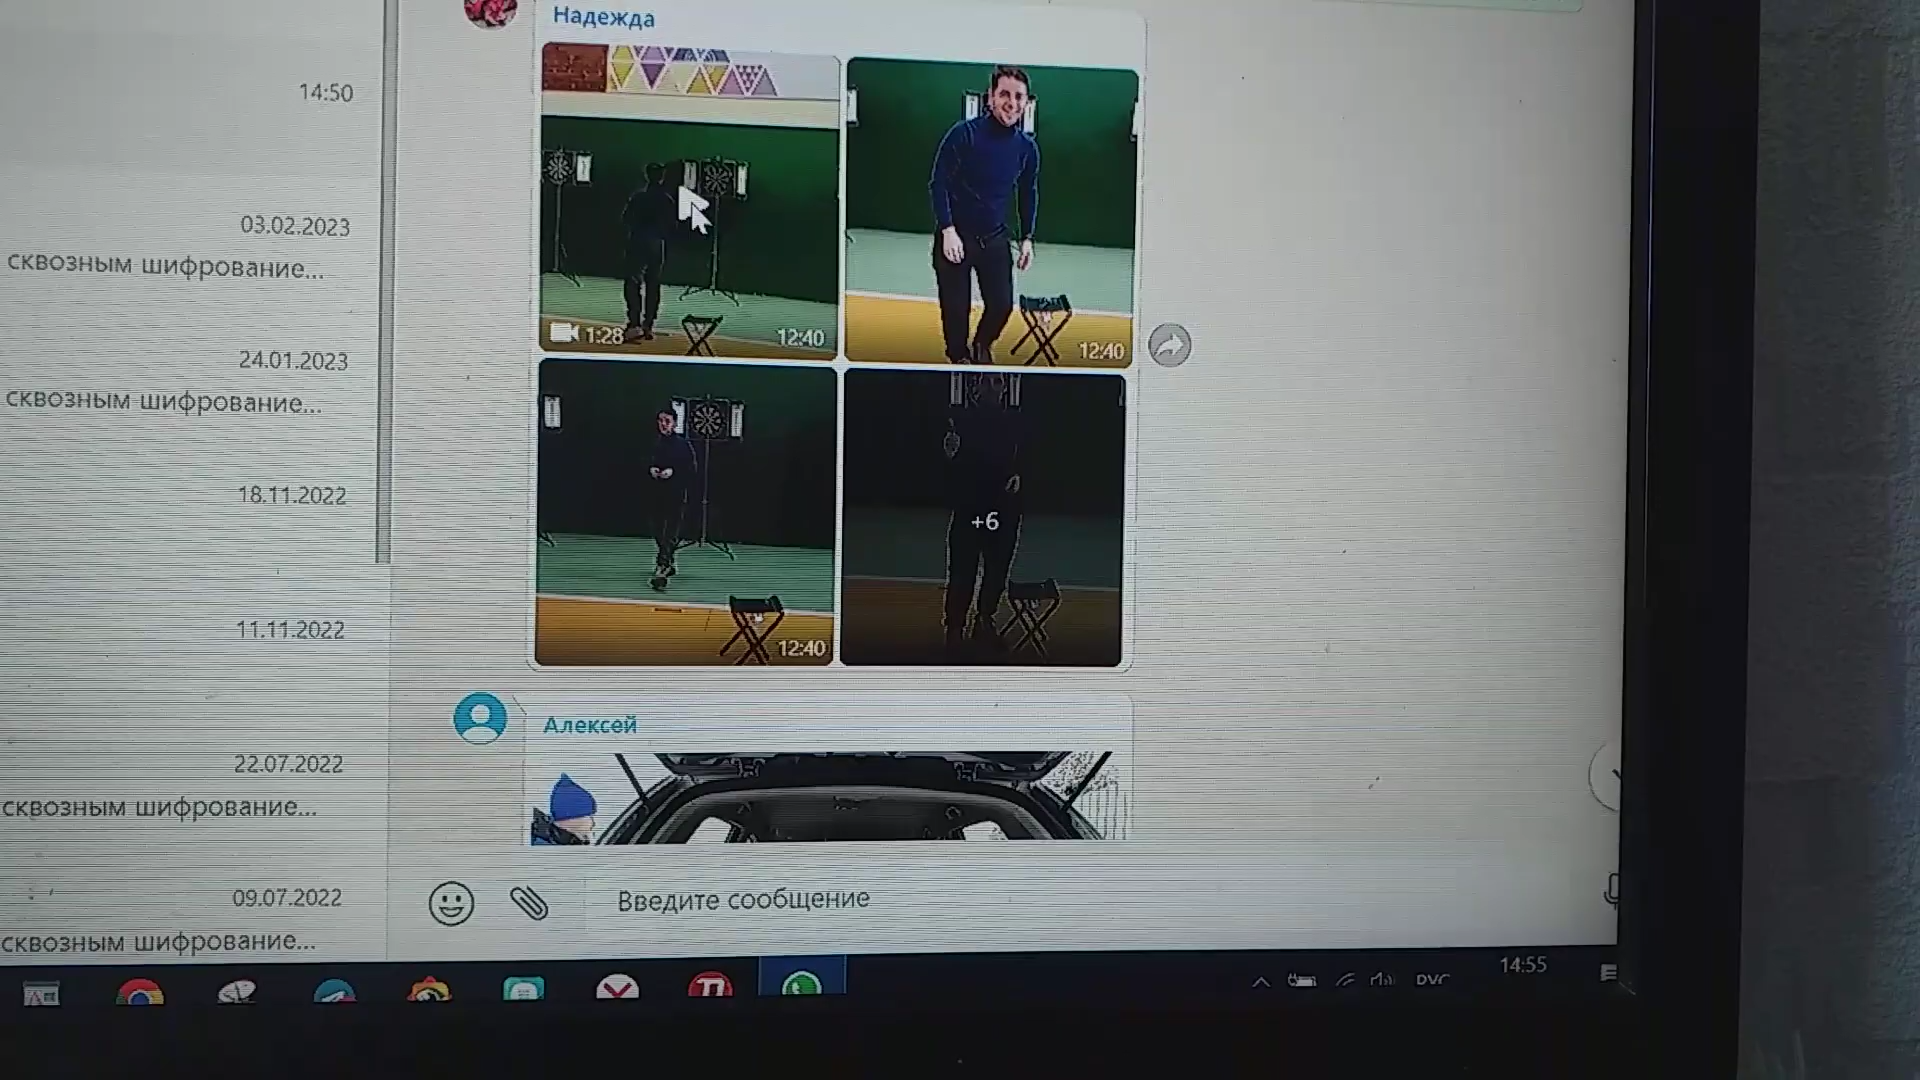 14:50
03.02.2023
сквозным шифрование...
24.01.2023
сквозным шифрование...
18.11.2022
11.11.2022
22.07.2022
сквозным шифрование...
09.07.2022
сквозным шифрование...
Надежда
1:28
12:40
12:40
12:40
+6
Алексей
Введите сообщение
РУС
14:55